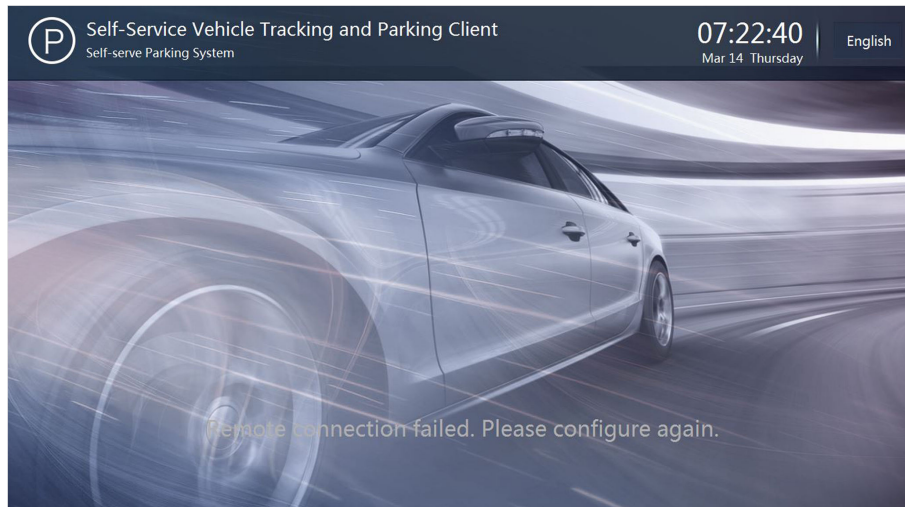 P
Self-Service Vehicle Tracking and Parking Client
Self-serve Parking System
07:22:40
Mar 14 Thursday
English
Remote connection failed. Please configure again.